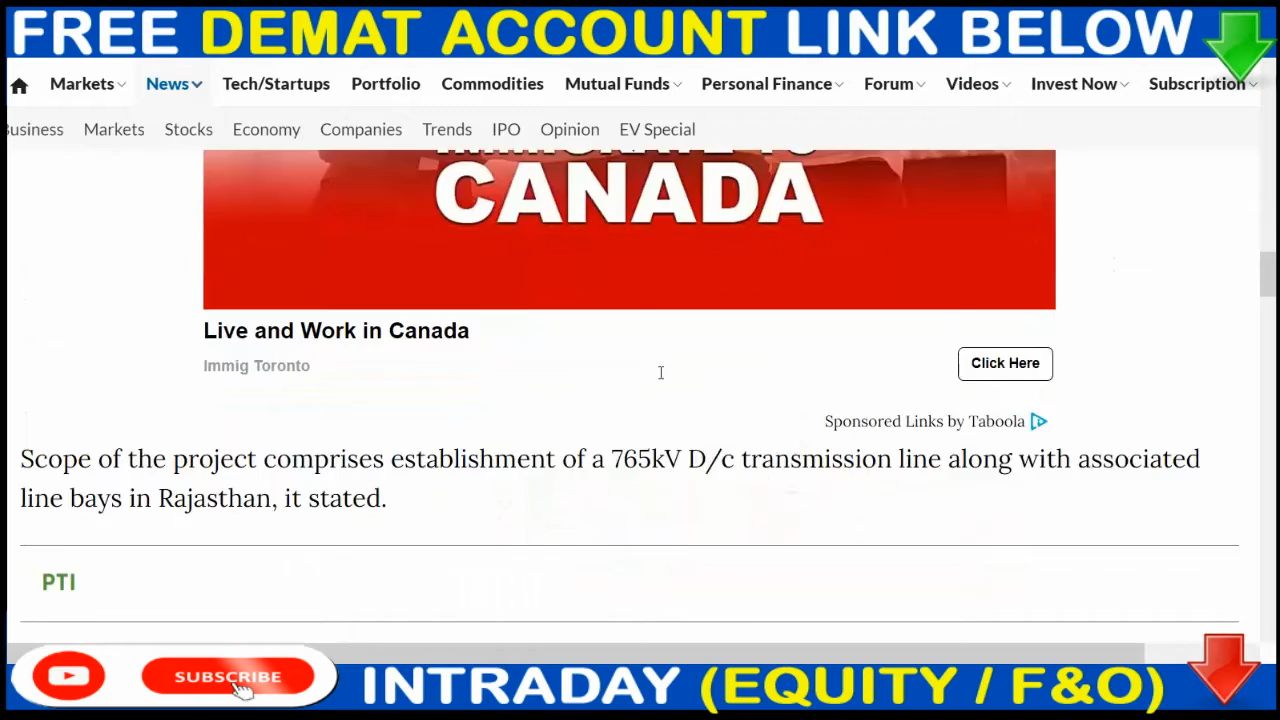 FREE DEMAT ACCOUNT LINK BELOW
Markets News Tech/Startups Portfolio Commodities Mutual Funds Personal Finance Forum Videos Invest Now Subscription
Business Markets Stocks Economy Companies Trends IPO Opinion EV Special
CANADA
Live and Work in Canada
Immig Toronto
Click Here
Sponsored Links by Taboola
Scope of the project comprises establishment of a 765kV D/c transmission line along with associated
line bays in Rajasthan, it stated.
PTI
SUBSCRIBE
INTRADAY (EQUITY / F&O)